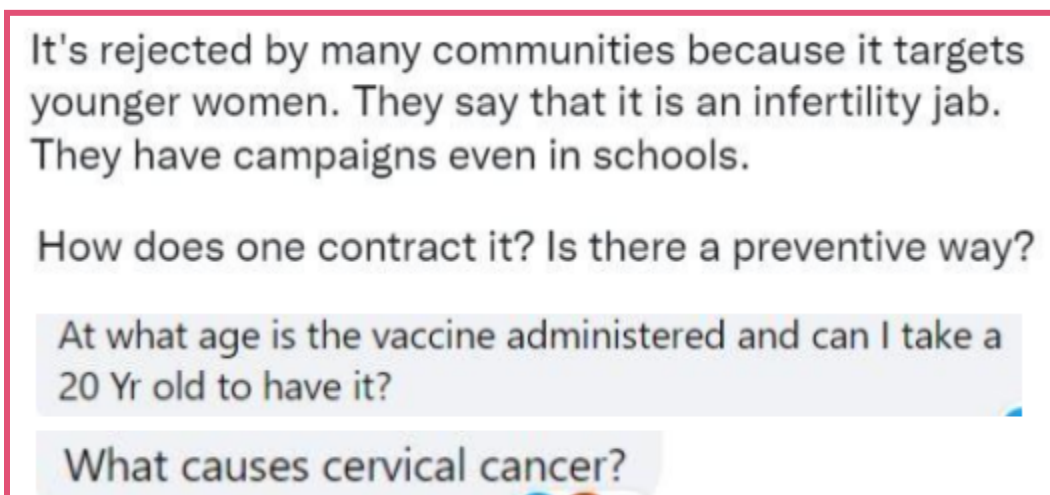 It's rejected by many communities because it targets
younger women. They say that it is an infertility jab.
They have campaigns even in schools.
How does one contract it? Is there a preventive way?
At what age is the vaccine administered and can I take a
20 Yr old to have it?
What causes cervical cancer?